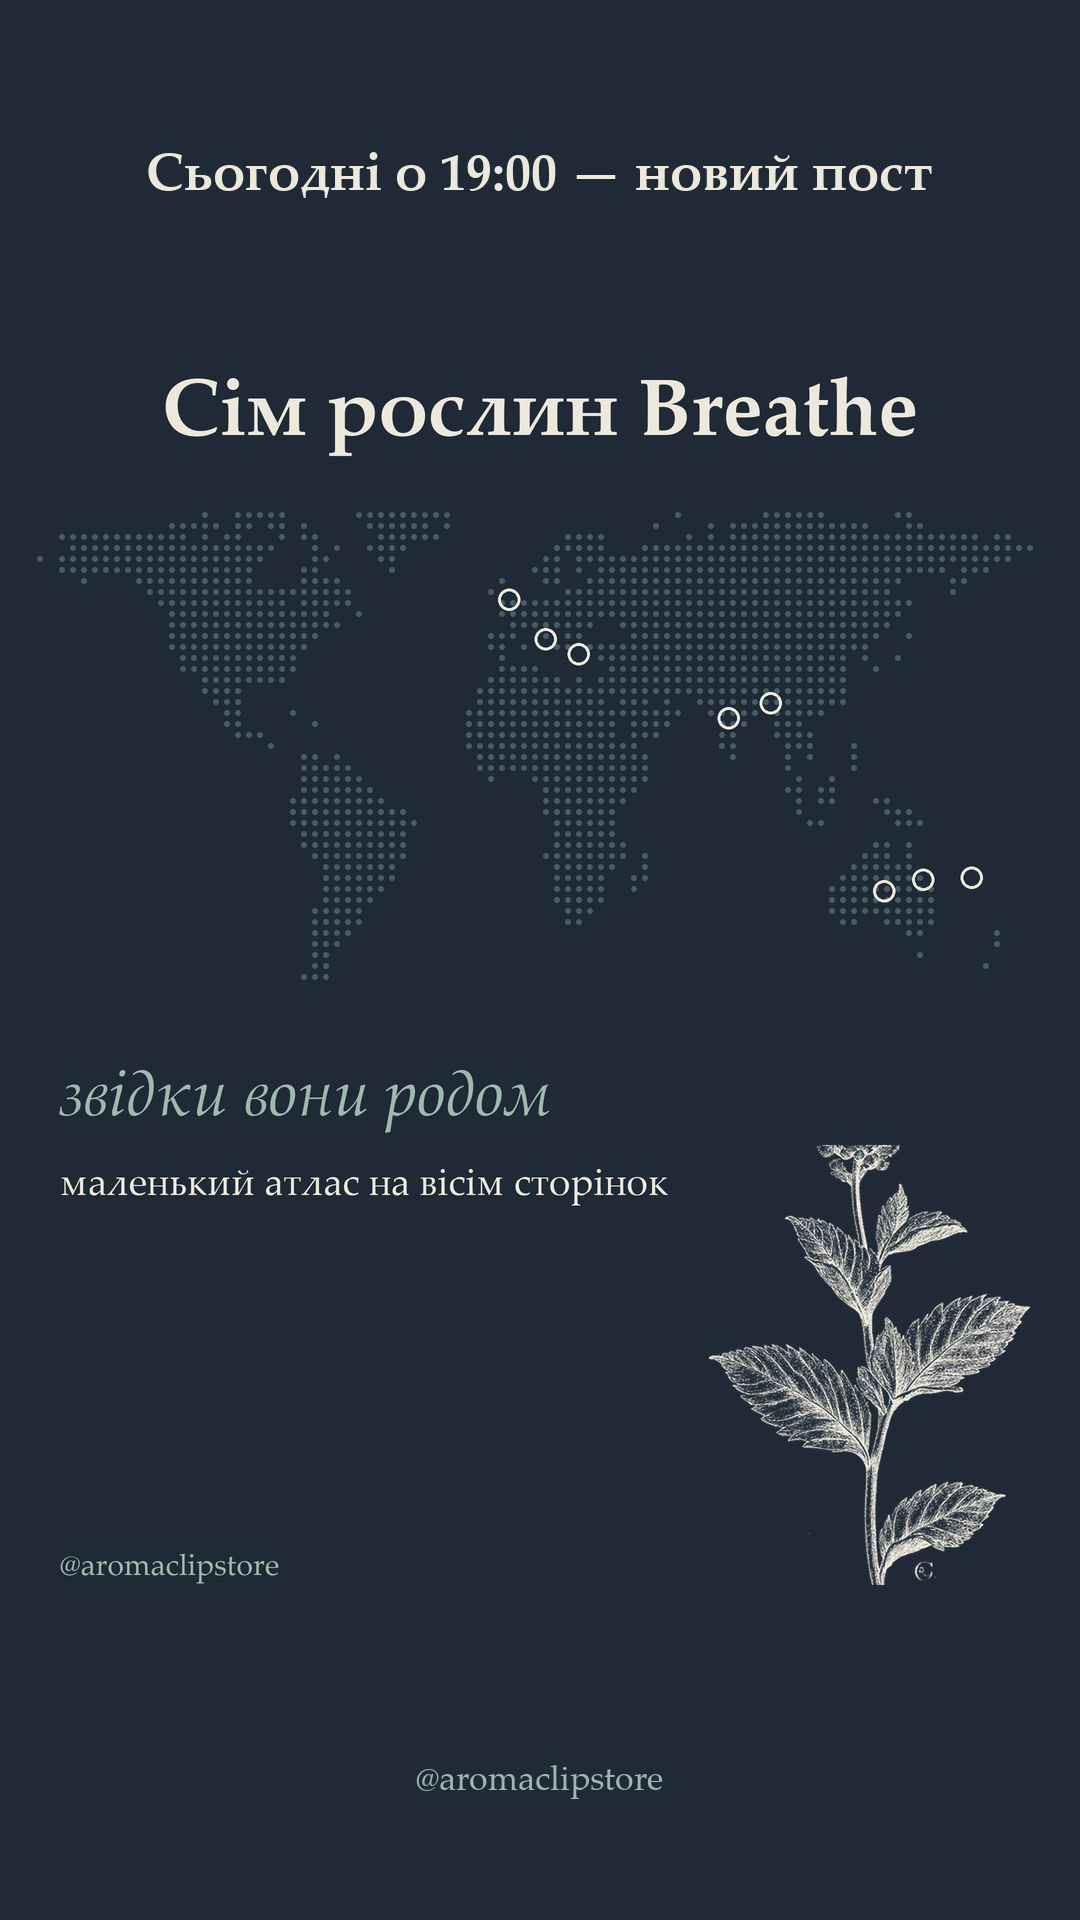 Сьогодні о 19:00 — новий пост
Сім рослин Breathe
звідки вони родом
маленький атлас на вісім сторінок
@aromaclipstore
@aromaclipstore